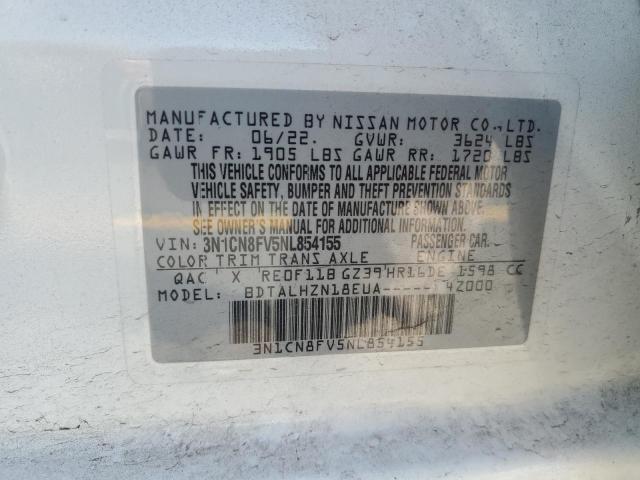 MANUFACTURED BY NISSAN MOTOR CO.,LTD.
DATE: 06/22. GVWR: 3624 LBS
GAWR FR: 1905 LBS GAWR RR: 1720 LBS
THIS VEHICLE CONFORMS TO ALL APPLICABLE FEDERAL MOTOR
VEHICLE SAFETY, BUMPER AND THEFT PREVENTION STANDARDS
IN EFFECT ON THE DATE OF MANUFACTURE SHOWN ABOVE.
SEE OWNER'S MANUAL FOR ADDITIONAL INFORMATION.
VIN: 3N1CN8FV5NL854155 PASSENGER CAR
COLOR TRIM TRANS AXLE ENGINE
QAC X RE0F11B GZ39 HR16DE 1598 CC
MODEL: BDTALHZN18EUA-----4Z000
3N1CN8FV5NL854155